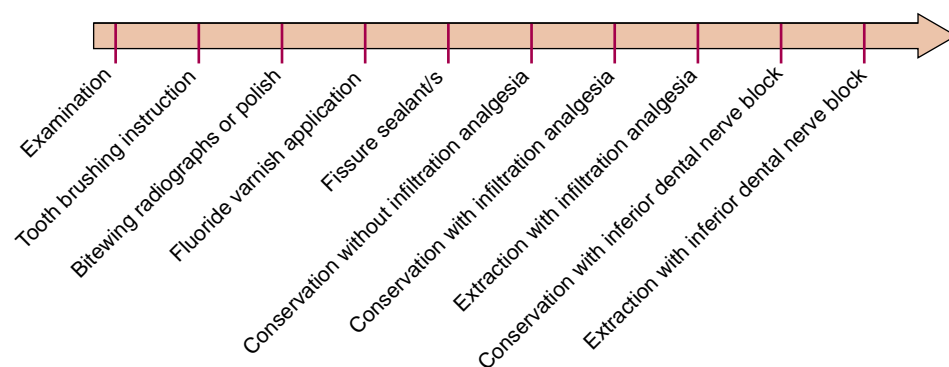 Examination
Tooth brushing instruction
Bitewing radiographs or polish
Fluoride varnish application
Fissure sealant/s
Conservation without infiltration analgesia
Conservation with infiltration analgesia
Extraction with infiltration analgesia
Conservation with inferior dental nerve block
Extraction with inferior dental nerve block